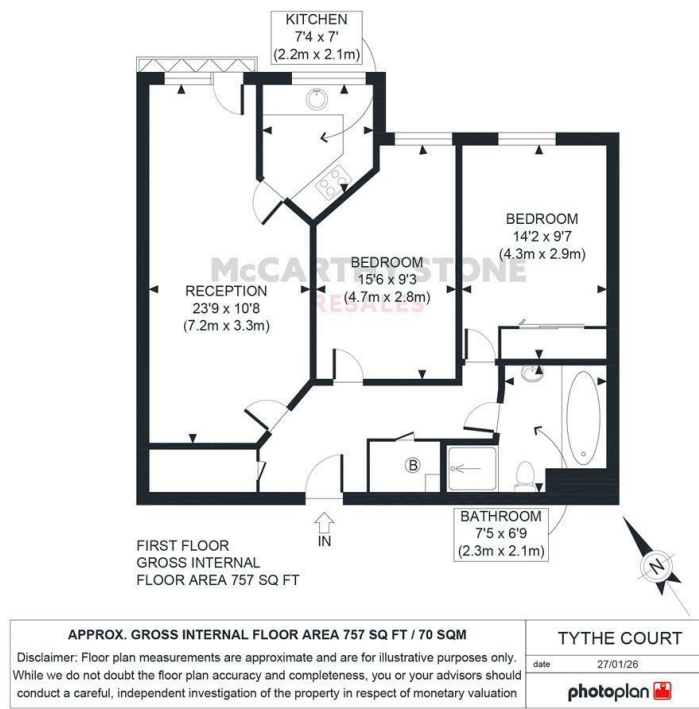 KITCHEN
7'4 x 7'
(2.2m x 2.1m)
BEDROOM
14'2 x 9'7
(4.3m x 2.9m)
McCARTHY STONE
RESALES
BEDROOM
15'6 x 9'3
(4.7m x 2.8m)
RECEPTION
23'9 x 10'8
(7.2m x 3.3m)
B
IN
BATHROOM
7'5 x 6'9
(2.3m x 2.1m)
FIRST FLOOR
GROSS INTERNAL
FLOOR AREA 757 SQ FT
N
APPROX. GROSS INTERNAL FLOOR AREA 757 SQ FT / 70 SQM
Disclaimer: Floor plan measurements are approximate and are for illustrative purposes only.
While we do not doubt the floor plan accuracy and completeness, you or your advisors should
conduct a careful, independent investigation of the property in respect of monetary valuation
TYTHE COURT
date 27/01/26
photoplan